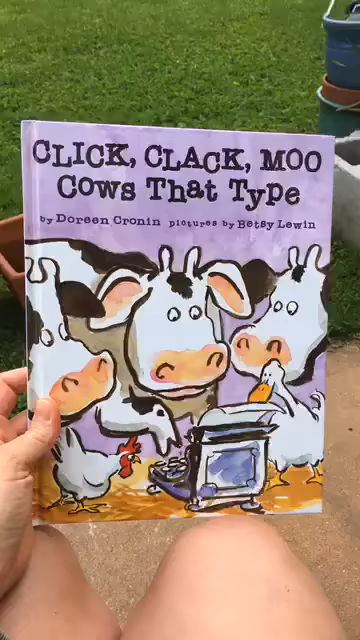 CLICK, CLACK, MOO
Cows That Type
by Doreen Cronin pictures by Betsy Lewin